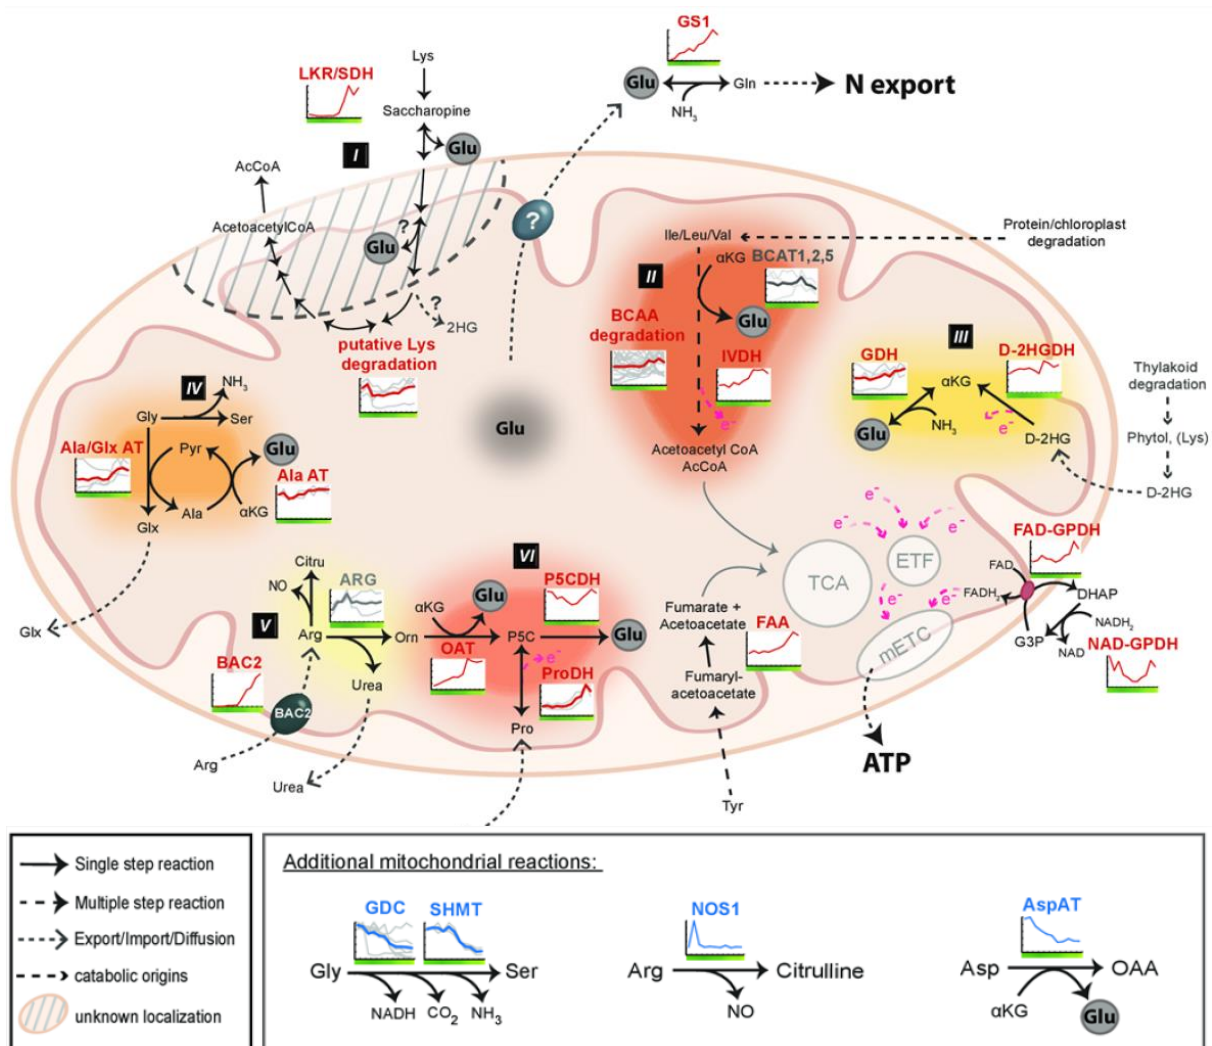 GS1
Glu
Gln
NH₃
N export
Lys
LKR/SDH
Saccharopine
Glu
I
AcCoA
AcetoacetylCoA
?
Glu
?
2HG
putative Lys
degradation
?
Protein/chloroplast
degradation
Ile/Leu/Val
αKG
BCAT1,2,5
II
Glu
BCAA
degradation
IVDH
e⁻
Acetoacetyl CoA
AcCoA
III
GDH
D-2HGDH
αKG
NH₃
Glu
e⁻
D-2HG
Thylakoid
degradation
Phytol, (Lys)
D-2HG
Glu
IV
NH₃
Gly
Ser
Ala/Glx AT
Pyr
Glu
Ala AT
Ala
αKG
Glx
Glx
V
Citru
NO
ARG
Arg
Orn
Urea
BAC2
BAC2
Arg
Urea
VI
αKG
Glu
P5CDH
P5C
Glu
OAT
e⁻
ProDH
Pro
Fumarate +
Acetoacetate
FAA
Fumaryl-
acetoacetate
Tyr
TCA
e⁻
e⁻
e⁻
ETF
e⁻
e⁻
mETC
ATP
FAD-GPDH
FAD
FADH₂
DHAP
NADH₂
G3P
NAD
NAD-GPDH
Single step reaction
Multiple step reaction
Export/Import/Diffusion
catabolic origins
unknown localization
Additional mitochondrial reactions:
GDC
SHMT
Gly
Ser
NADH
CO₂
NH₃
NOS1
Arg
Citrulline
NO
AspAT
Asp
OAA
αKG
Glu